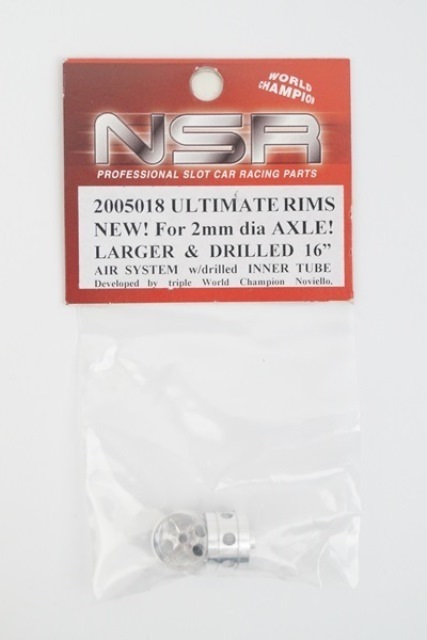 WORLD
CHAMPION
NSR
PROFESSIONAL SLOT CAR RACING PARTS
2005018 ULTIMATE RIMS
NEW! For 2mm dia AXLE!
LARGER & DRILLED 16”
AIR SYSTEM w/drilled INNER TUBE
Developed by triple World Champion Noviello.